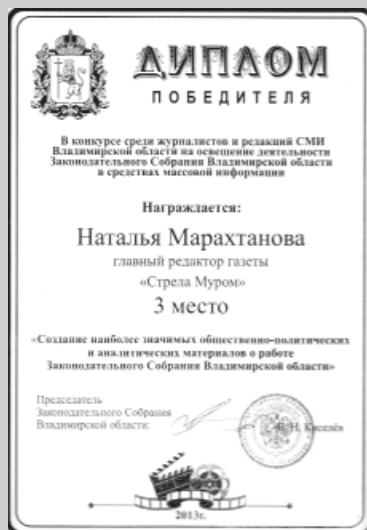 ДИПЛОМ
ПОБЕДИТЕЛЯ
В конкурсе среди журналистов и редакций СМИ
Владимирской области на освещение деятельности
Законодательного Собрания Владимирской области
в средствах массовой информации
Награждается:
Наталья Марахтанова
главный редактор газеты
«Стрела Муром»
3 место
«Создание наиболее значимых общественно-политических
и аналитических материалов о работе
Законодательного Собрания Владимирской области»
Председатель
Законодательного Собрания
Владимирской области:
В. Н. Киселёв
2013г.